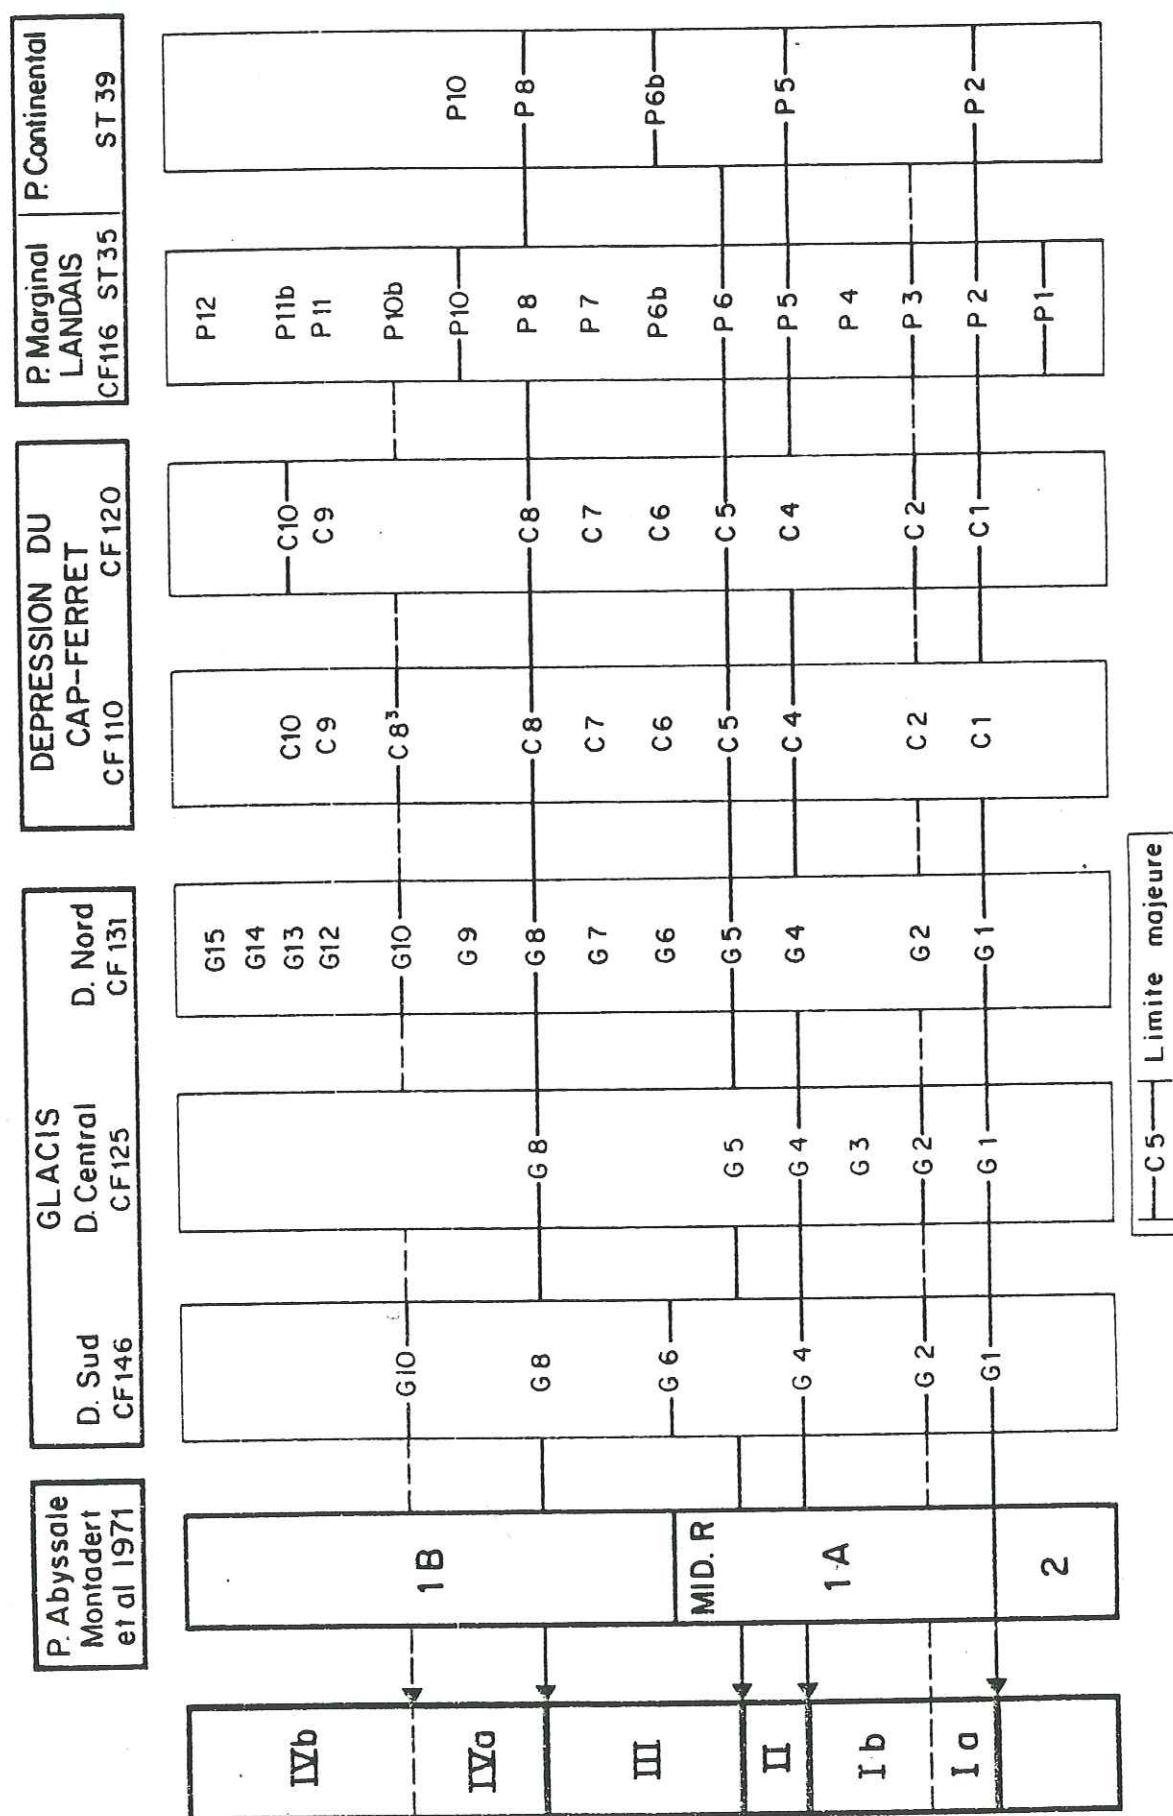 P. Abyssale
Montadert
et al 1971
GLACIS
D. Sud
D. Central
D. Nord
CF146
CF125
CF131
DEPRESSION DU
CAP-FERRET
CF110
CF120
P. Marginal
P. Continental
LANDAIS
CF116
ST35
ST39
IVb
IVa
III
II
Ib
Ia
1B
MID. R
1A
2
G10
G8
G6
G4
G2
G1
G8
G5
G4
G3
G2
G1
G15
G14
G13
G12
G10
G9
G8
G7
G6
G5
G4
G2
G1
C10
C9
C8³
C8
C7
C6
C5
C4
C2
C1
C10
C9
C8
C7
C6
C5
C4
C2
C1
P12
P11b
P11
P10b
P10
P8
P7
P6b
P6
P5
P4
P3
P2
P1
P10
P8
P6b
P5
P2
C5
Limite majeure